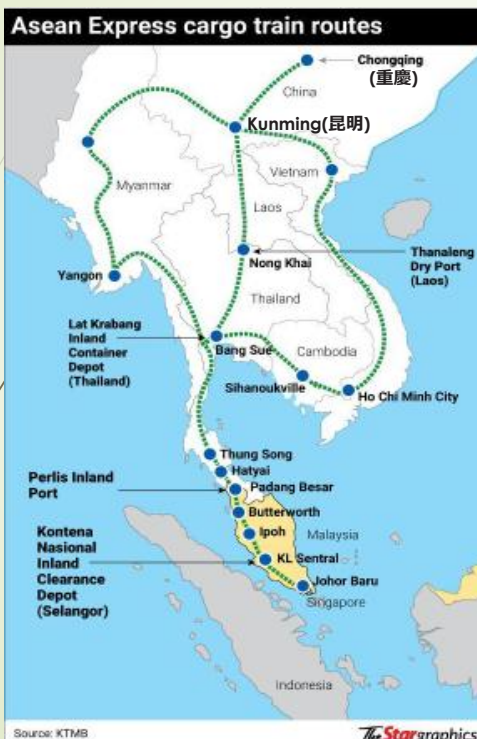 Asean Express cargo train routes
Chongqing
(重慶)
China
Kunming(昆明)
Vietnam
Myanmar
Laos
Thanaleng
Dry Port
(Laos)
Nong Khai
Yangon
Thailand
Lat Krabang
Inland
Container
Depot
(Thailand)
Bang Sue
Cambodia
Sihanoukville
Ho Chi Minh City
Thung Song
Hatyai
Perlis Inland
Port
Padang Besar
Butterworth
Kontena
Nasional
Inland
Clearance
Depot
(Selangor)
Ipoh
Malaysia
KL Sentral
Johor Baru
Singapore
Indonesia
Source: KTMB
TheStargraphics